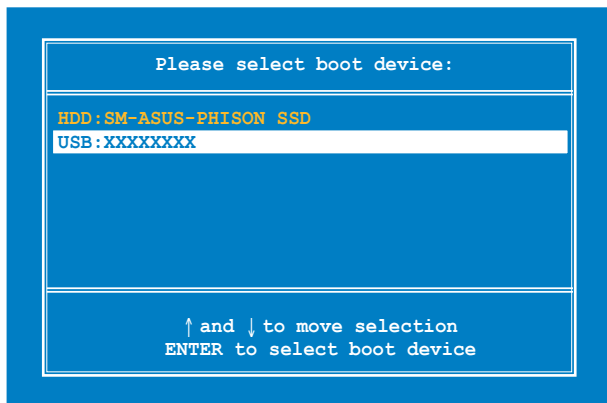 Please select boot device:
HDD:SM-ASUS-PHISON SSD
USB:XXXXXXXX
↑ and ↓ to move selection
ENTER to select boot device